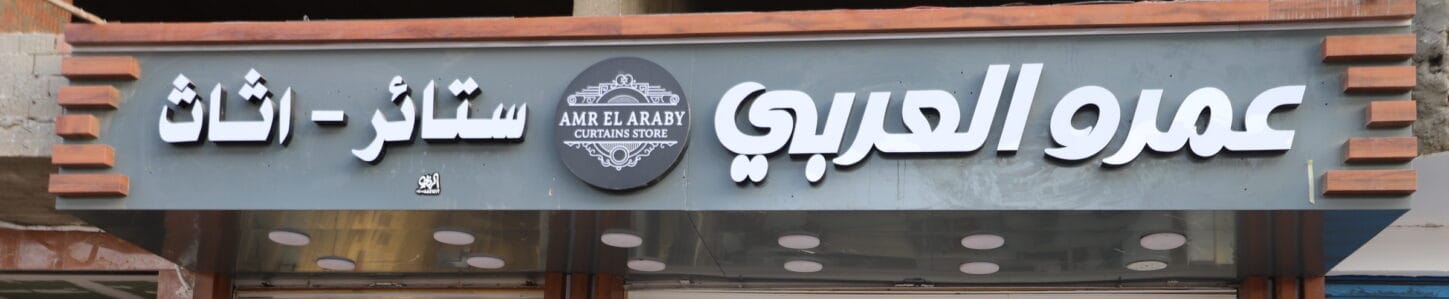 عمرو العربي
AMR EL ARABY
CURTAINS STORE
ستائر - اثاث